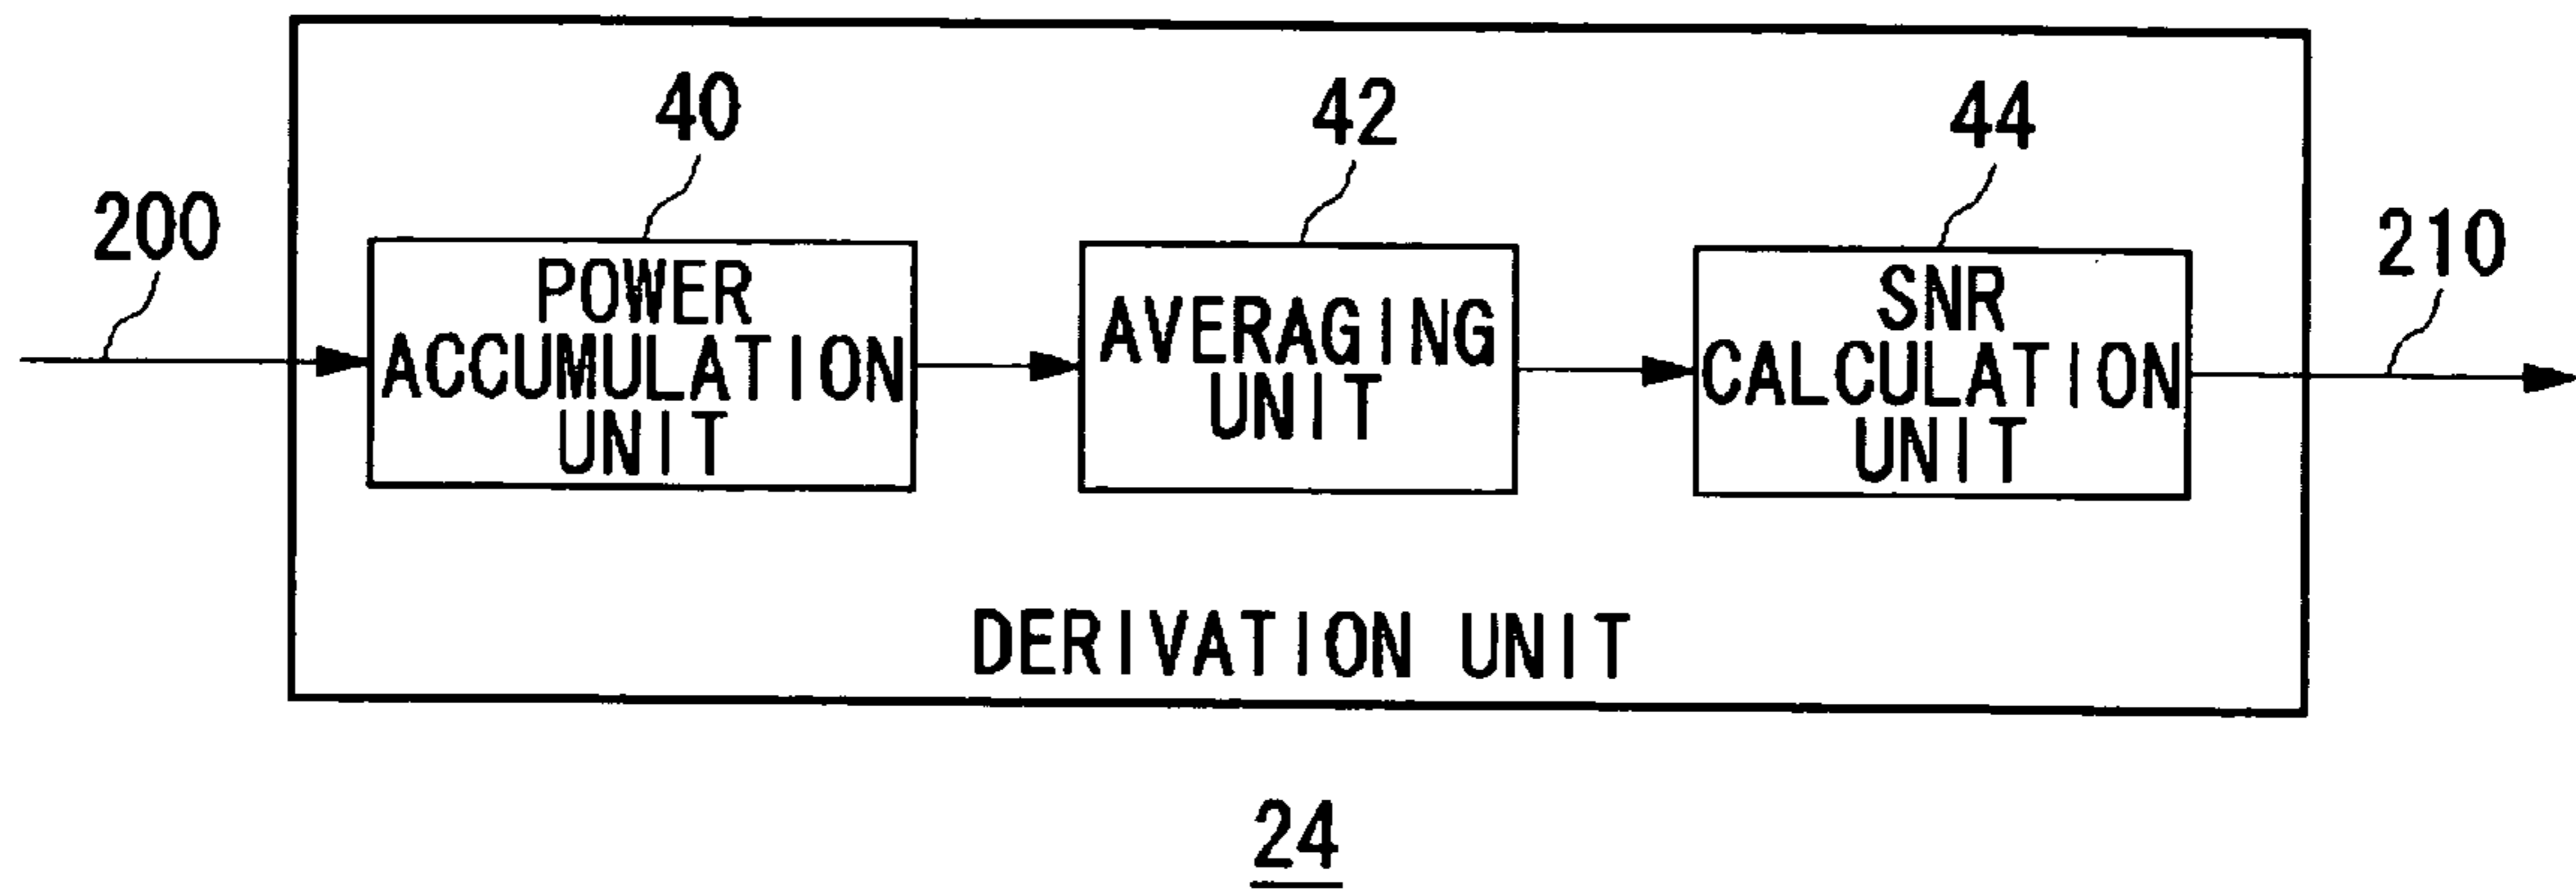 40
42
44
200
210
POWER
ACCUMULATION
UNIT
AVERAGING
UNIT
SNR
CALCULATION
UNIT
DERIVATION UNIT
24